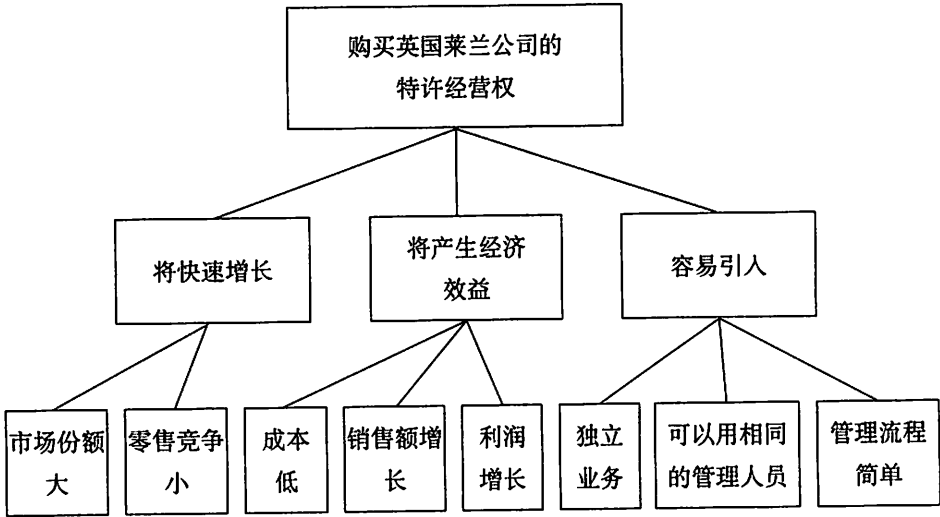 购买英国莱兰公司的
特许经营权
将快速增长
将产生经济
效益
容易引入
市场份额
大
零售竞争
小
成本
低
销售额增
长
利润
增长
独立
业务
可以用相同
的管理人员
管理流程
简单